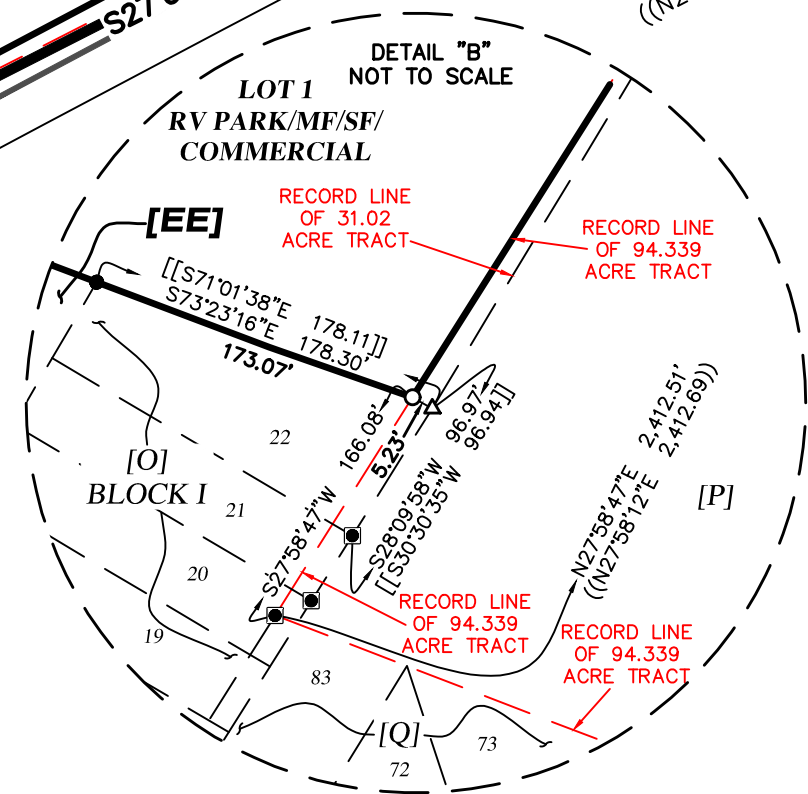 S27°
((N2
DETAIL "B"
NOT TO SCALE
LOT 1
RV PARK/MF/SF/
COMMERCIAL
RECORD LINE
OF 31.02
ACRE TRACT
RECORD LINE
OF 94.339
ACRE TRACT
[EE]
[[S71°01'38"E 178.11]]
S73°23'16"E 178.30'
173.07'
22
[O]
BLOCK I
21
20
19
S27°58'47"W 166.08'
5.23'
S28°09'58"W 96.97'
[[S30°30'35"W 96.94]]
N27°58'47"E 2,412.51'
((N27°58'12"E 2,412.69))
[P]
RECORD LINE
OF 94.339
ACRE TRACT
RECORD LINE
OF 94.339
ACRE TRACT
83
[Q]
73
72